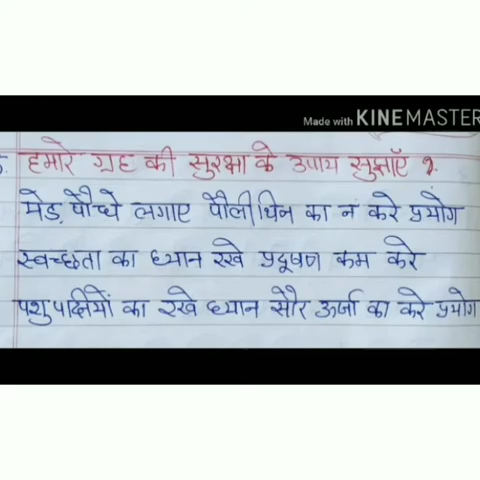 Made with KINEMASTER
हमारे ग्रह की सुरक्षा के उपाय सुझाएँ ?
पेड़ पौधे लगाए पौलीथिन का न करे प्रयोग
स्वच्छता का ध्यान रखे प्रदूषण कम करे
पशु पक्षियों का रखे ध्यान सौर ऊर्जा का करे प्रयोग